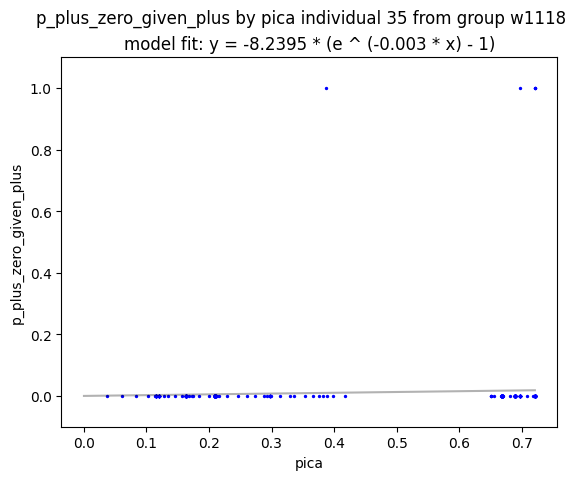 p_plus_zero_given_plus by pica individual 35 from group w1118
model fit: y = -8.2395 * (e ^ (-0.003 * x) - 1)
1.0
0.8
0.6
0.4
0.2
0.0
p_plus_zero_given_plus
0.0 0.1 0.2 0.3 0.4 0.5 0.6 0.7
pica